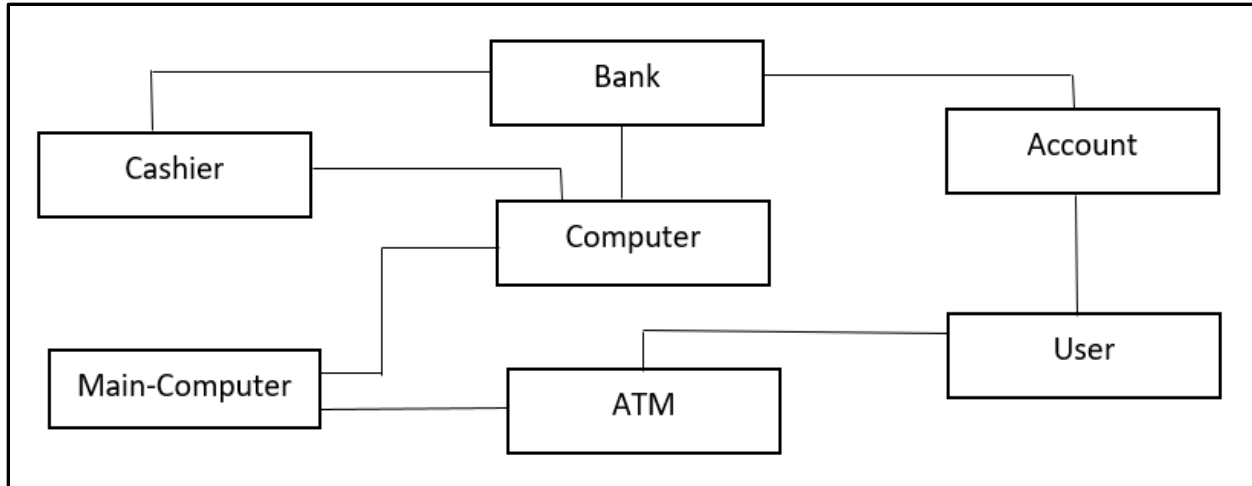 Bank
Account
Cashier
Computer
User
Main-Computer
ATM